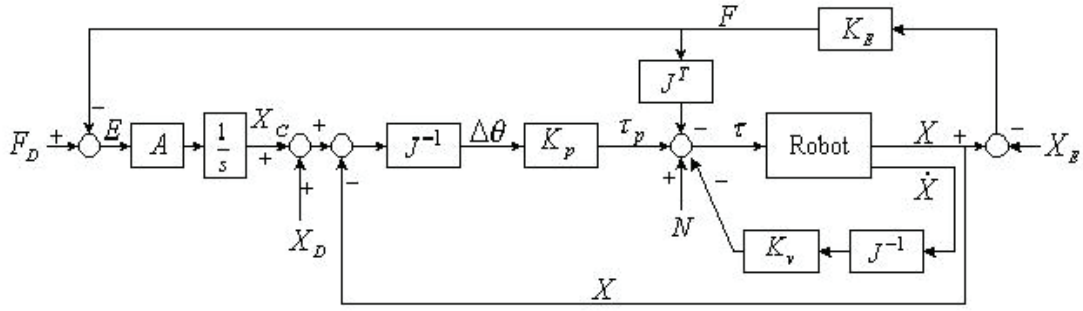 F
K_E
J^T
F_D + − E A 1/s X_C + + + − J^{-1} Δθ K_p τ_p − + − τ Robot X + − X_E
Ẋ
X_D N K_v J^{-1}
X